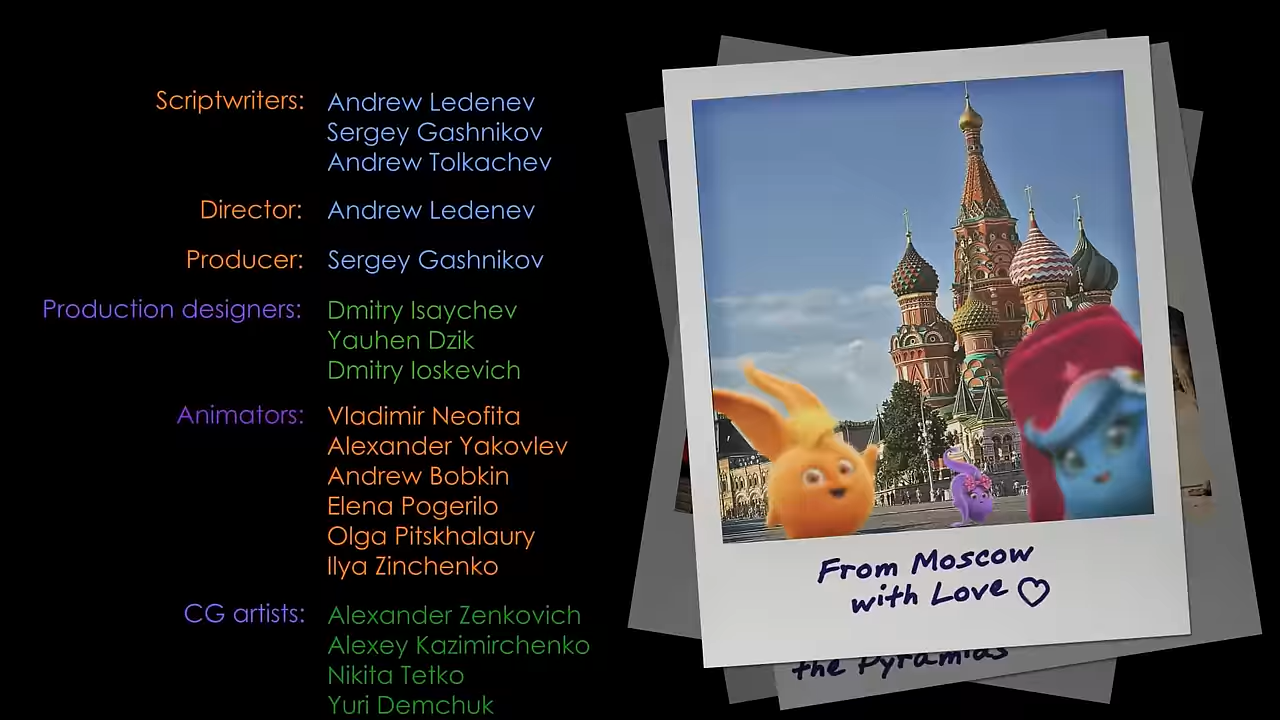 Scriptwriters: Andrew Ledenev
Sergey Gashnikov
Andrew Tolkachev
Director: Andrew Ledenev
Producer: Sergey Gashnikov
Production designers: Dmitry Isaychev
Yauhen Dzik
Dmitry Ioskevich
Animators: Vladimir Neofita
Alexander Yakovlev
Andrew Bobkin
Elena Pogerilo
Olga Pitskhalaury
Ilya Zinchenko
CG artists: Alexander Zenkovich
Alexey Kazimirchenko
Nikita Tetko
Yuri Demchuk
From Moscow
with Love ♡
the Pyramids